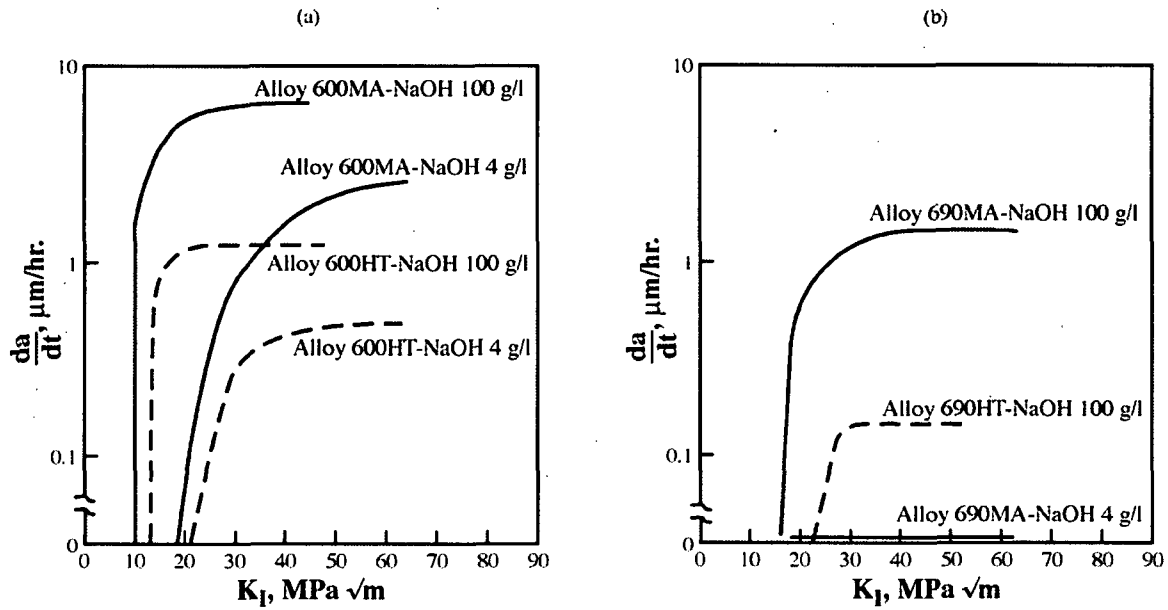 (a)
10
1
0.1
0
da/dt, μm/hr.
Alloy 600MA-NaOH 100 g/l
Alloy 600MA-NaOH 4 g/l
Alloy 600HT-NaOH 100 g/l
Alloy 600HT-NaOH 4 g/l
0 10 20 30 40 50 60 70 80 90
K_I, MPa √m
(b)
10
1
0.1
0
da/dt, μm/hr.
Alloy 690MA-NaOH 100 g/l
Alloy 690HT-NaOH 100 g/l
Alloy 690MA-NaOH 4 g/l
0 10 20 30 40 50 60 70 80 90
K_I, MPa √m